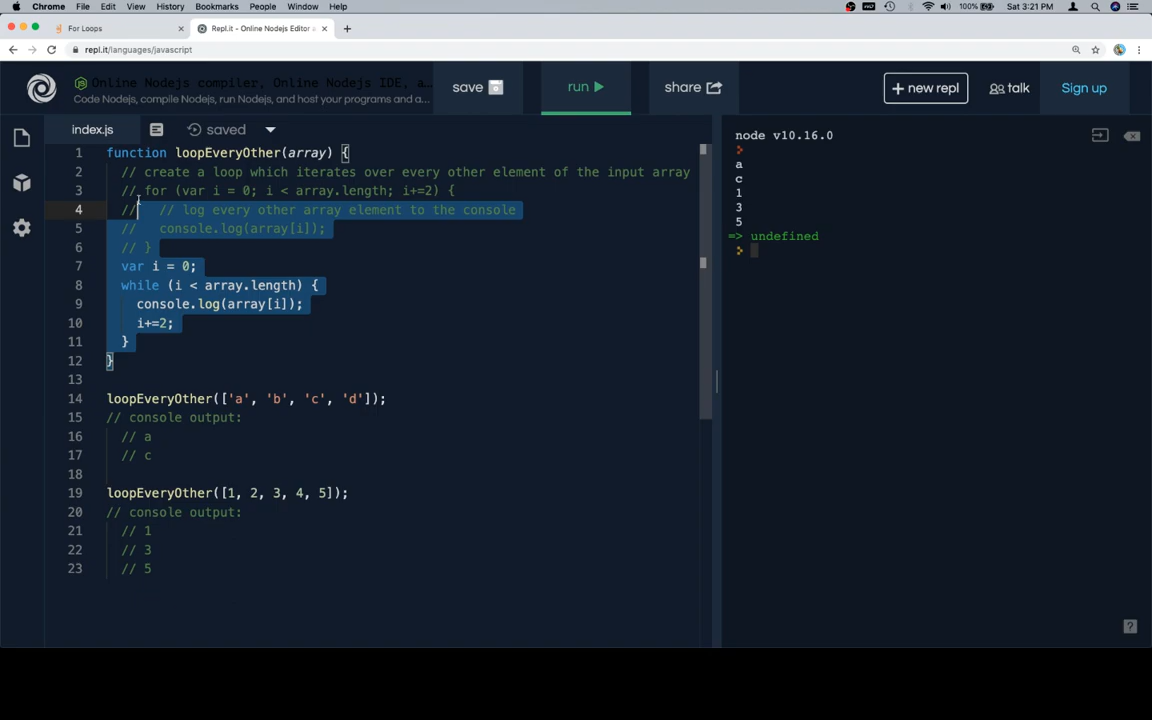 Chrome File Edit View History Bookmarks People Window Help 100% Sat 3:21 PM
For Loops Repl.it - Online Nodejs Editor
repl.it/languages/javascript
Online Nodejs compiler, Online Nodejs IDE, a...
Code Nodejs, compile Nodejs, run Nodejs, and host your programs and a...
save run share + new repl talk Sign up
index.js saved
1 function loopEveryOther(array) {
2 // create a loop which iterates over every other element of the input array
3 // for (var i = 0; i < array.length; i+=2) {
4 // // log every other array element to the console
5 // console.log(array[i]);
6 // }
7 var i = 0;
8 while (i < array.length) {
9 console.log(array[i]);
10 i+=2;
11 }
12 }
13
14 loopEveryOther(['a', 'b', 'c', 'd']);
15 // console output:
16 // a
17 // c
18
19 loopEveryOther([1, 2, 3, 4, 5]);
20 // console output:
21 // 1
22 // 3
23 // 5
node v10.16.0
a
c
1
3
5
=> undefined
?